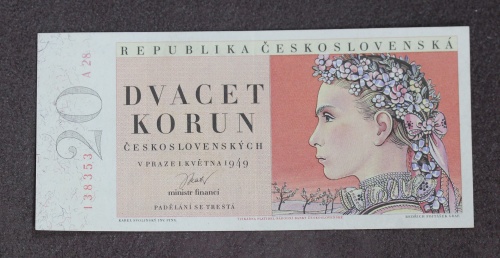 REPUBLIKA ČESKOSLOVENSKÁ
20
A 28
138353
DVACET
KORUN
ČESKOSLOVENSKÝCH
V PRAZE 1. KVĚTNA 1949
ministr financí
PADĚLÁNÍ SE TRESTÁ